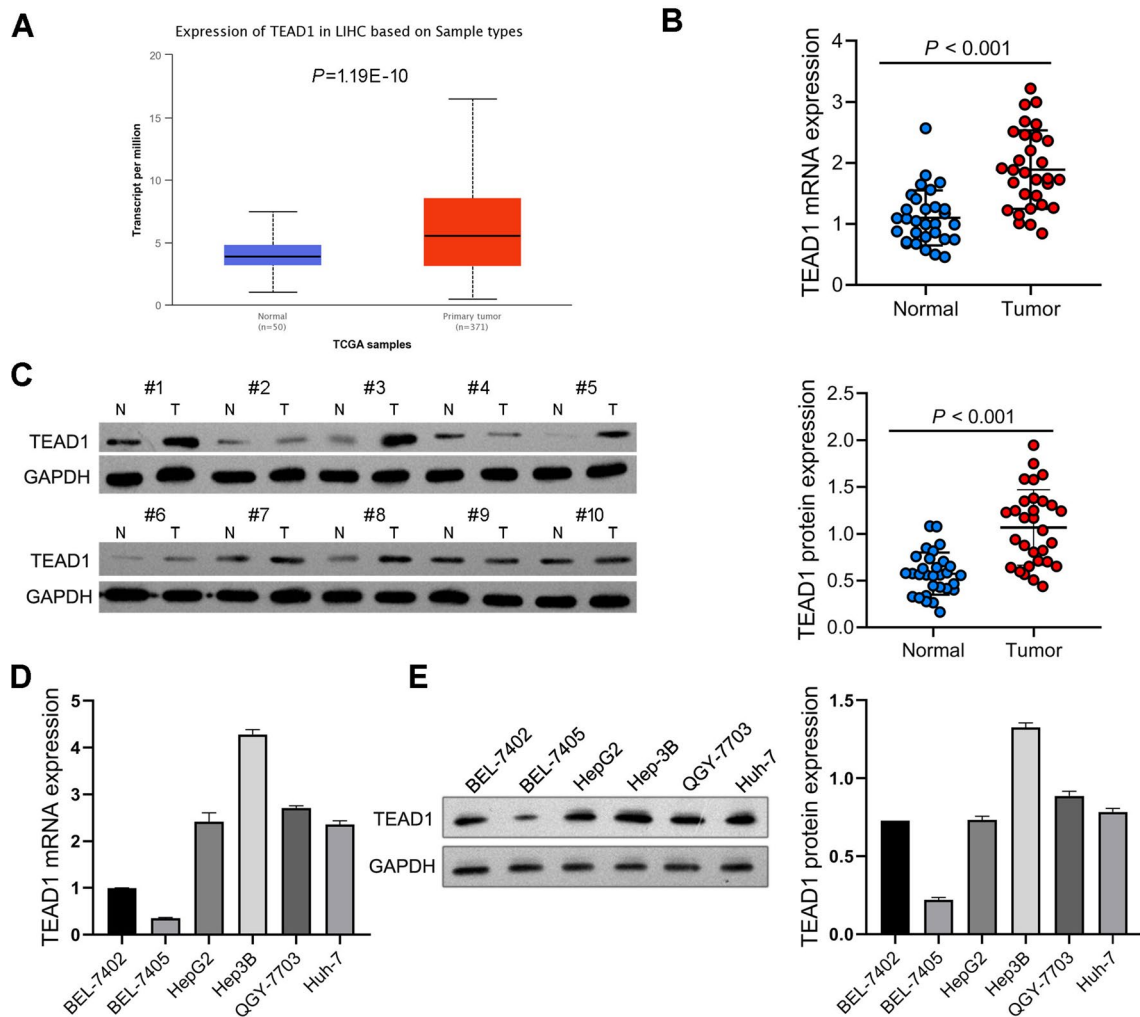 A
Expression of TEAD1 in LIHC based on Sample types
P=1.19E-10
Transcript per million
20
15
10
5
0
Normal
(n=50)
Primary tumor
(n=371)
TCGA samples
B
P < 0.001
TEAD1 mRNA expression
4
3
2
1
0
Normal Tumor
C
#1 #2 #3 #4 #5
N T N T N T N T N T
TEAD1
GAPDH
#6 #7 #8 #9 #10
N T N T N T N T N T
TEAD1
GAPDH
P < 0.001
TEAD1 protein expression
2.5
2.0
1.5
1.0
0.5
0.0
Normal Tumor
D
TEAD1 mRNA expression
5
4
3
2
1
0
BEL-7402
BEL-7405
HepG2
Hep3B
QGY-7703
Huh-7
E
BEL-7402
BEL-7405
HepG2
Hep-3B
QGY-7703
Huh-7
TEAD1
GAPDH
TEAD1 protein expression
1.5
1.0
0.5
0.0
BEL-7402
BEL-7405
HepG2
Hep3B
QGY-7703
Huh-7